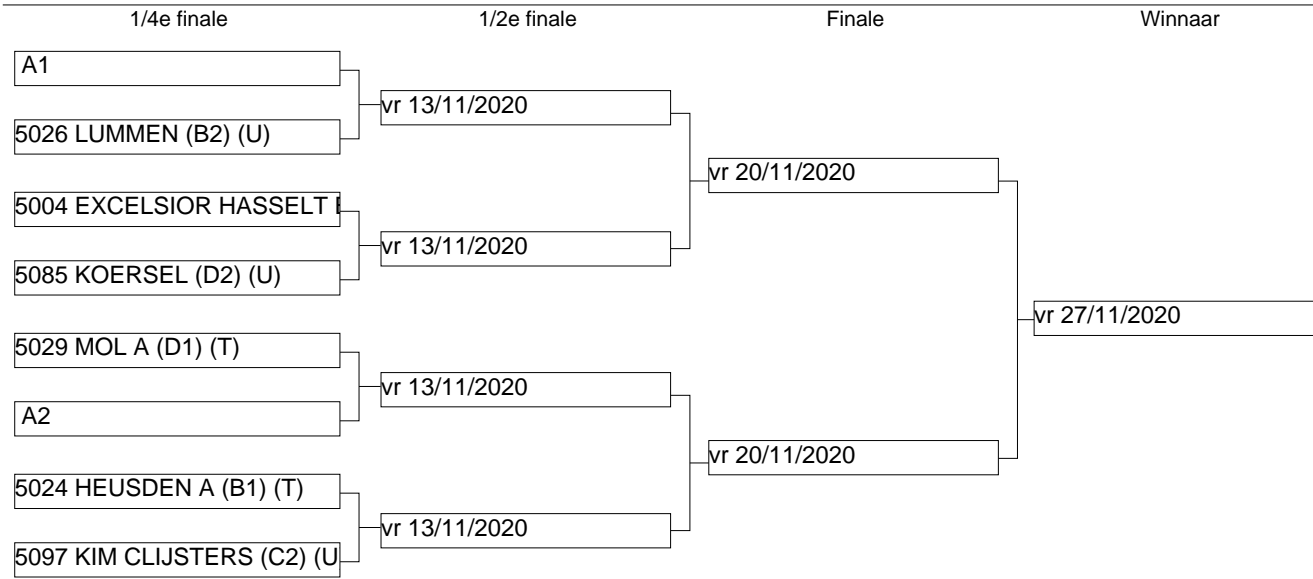 1/4e finale 1/2e finale Finale Winnaar
A1
vr 13/11/2020
5026 LUMMEN (B2) (U)
vr 20/11/2020
5004 EXCELSIOR HASSELT
vr 13/11/2020
5085 KOERSEL (D2) (U)
vr 27/11/2020
5029 MOL A (D1) (T)
vr 13/11/2020
A2
vr 20/11/2020
5024 HEUSDEN A (B1) (T)
vr 13/11/2020
5097 KIM CLIJSTERS (C2) (U